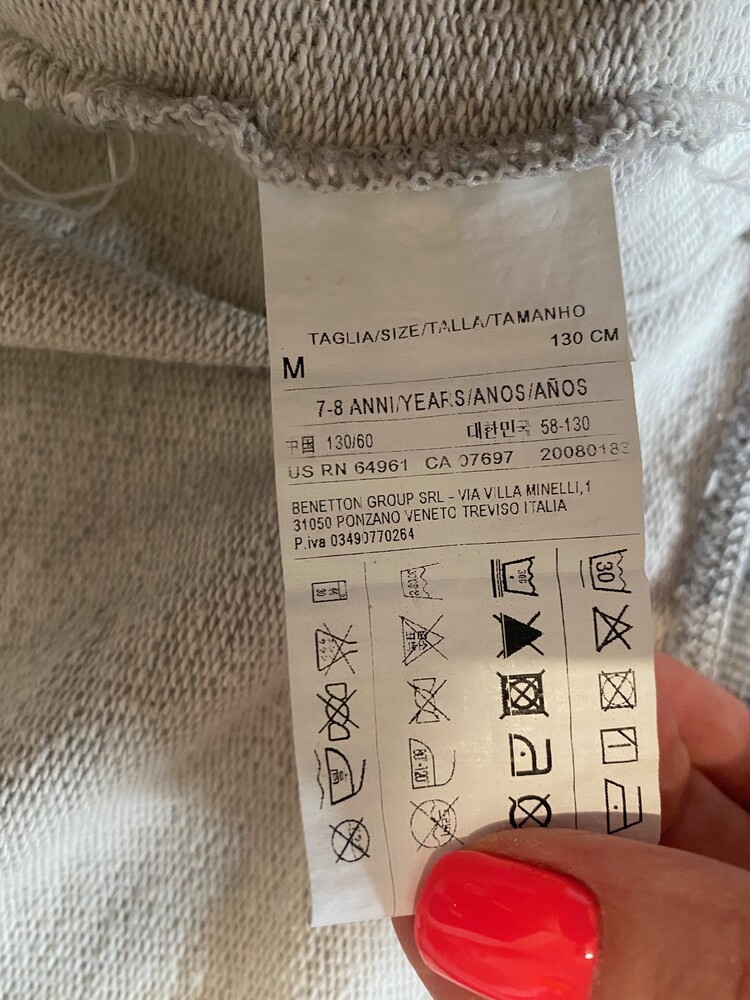 TAGLIA/SIZE/TALLA/TAMANHO
M 130 CM
7-8 ANNI/YEARS/ANOS/AÑOS
中国 130/60 대한민국 58-130
US RN 64961 CA 07697 2008018
BENETTON GROUP SRL - VIA VILLA MINELLI,1
31050 PONZANO VENETO TREVISO ITALIA
P.iva 03490770264
30